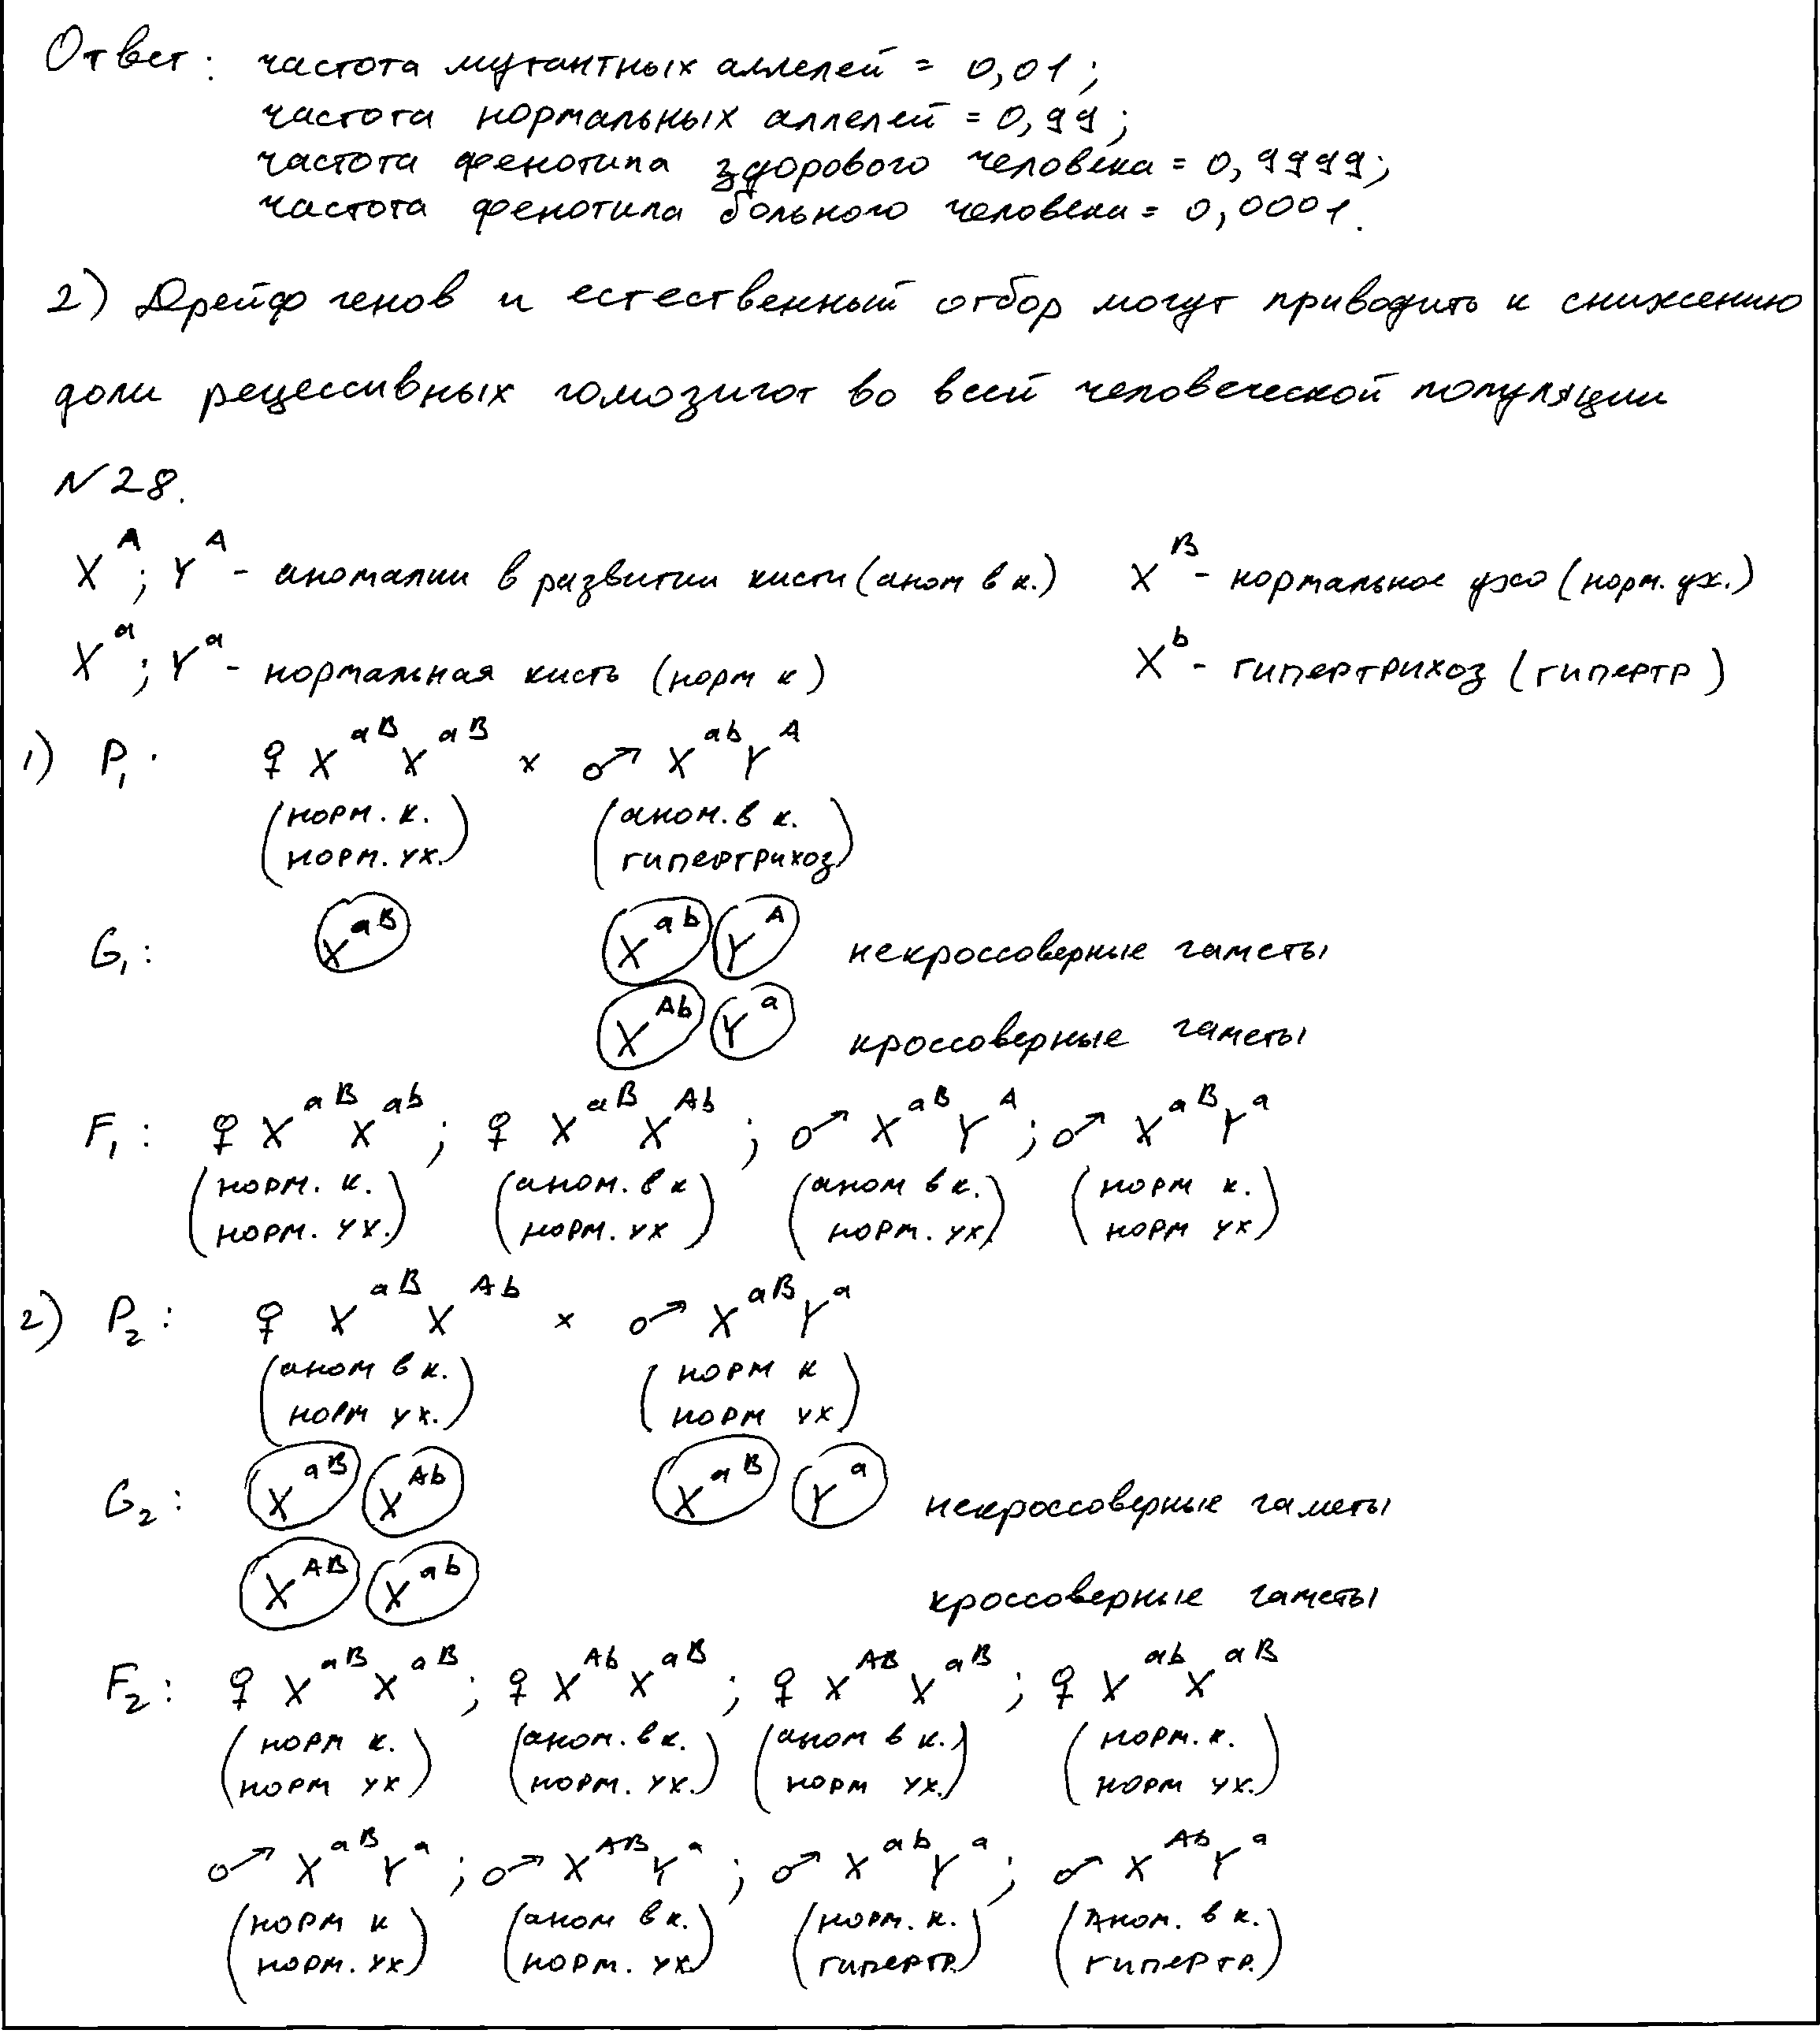 Ответ: частота мутантных аллелей = 0,01;
частота нормальных аллелей = 0,99;
частота фенотипа здорового человека = 0,9999;
частота фенотипа больного человека = 0,0001.
2) Дрейф генов и естественный отбор могут приводить к снижению
доли рецессивных гомозигот во всей человеческой популяции
N 28.
X^A; Y^A - аномалии в развитии кисти (аном в к.) X^B - нормальное ухо (норм. ух.)
X^a; Y^a - нормальная кисть (норм к) X^b - гипертрихоз (гипертр)
1) P₁: ♀ X^aB X^aB × ♂ X^ab Y^A
(норм. к. (аном. в к.
норм. ух.) гипертрихоз)
G₁: X^aB X^ab Y^A некроссоверные гаметы
X^Ab Y^a кроссоверные гаметы
F₁: ♀ X^aB X^ab; ♀ X^aB X^Ab; ♂ X^aB Y^A; ♂ X^aB Y^a
(норм. к. (аном. в к (аном в к. (норм к.
норм. ух.) норм. ух) норм. ух) норм ух)
2) P₂: ♀ X^aB X^Ab × ♂ X^aB Y^a
(аном в к. (норм к
норм ух.) норм ух)
G₂: X^aB X^Ab X^aB Y^a некроссоверные гаметы
X^AB X^ab кроссоверные гаметы
F₂: ♀ X^aB X^aB; ♀ X^Ab X^aB; ♀ X^AB X^aB; ♀ X^ab X^aB
(норм к. (аном. в к. (аном в к.) (норм. к.
норм ух) норм. ух.) норм ух.) норм ух.)
♂ X^aB Y^a; ♂ X^AB Y^a; ♂ X^ab Y^a; ♂ X^Ab Y^a
(норм к (аном в к. (норм. к. (Аном. в к.
норм. ух) норм. ух) гипертр.) гипертр.)